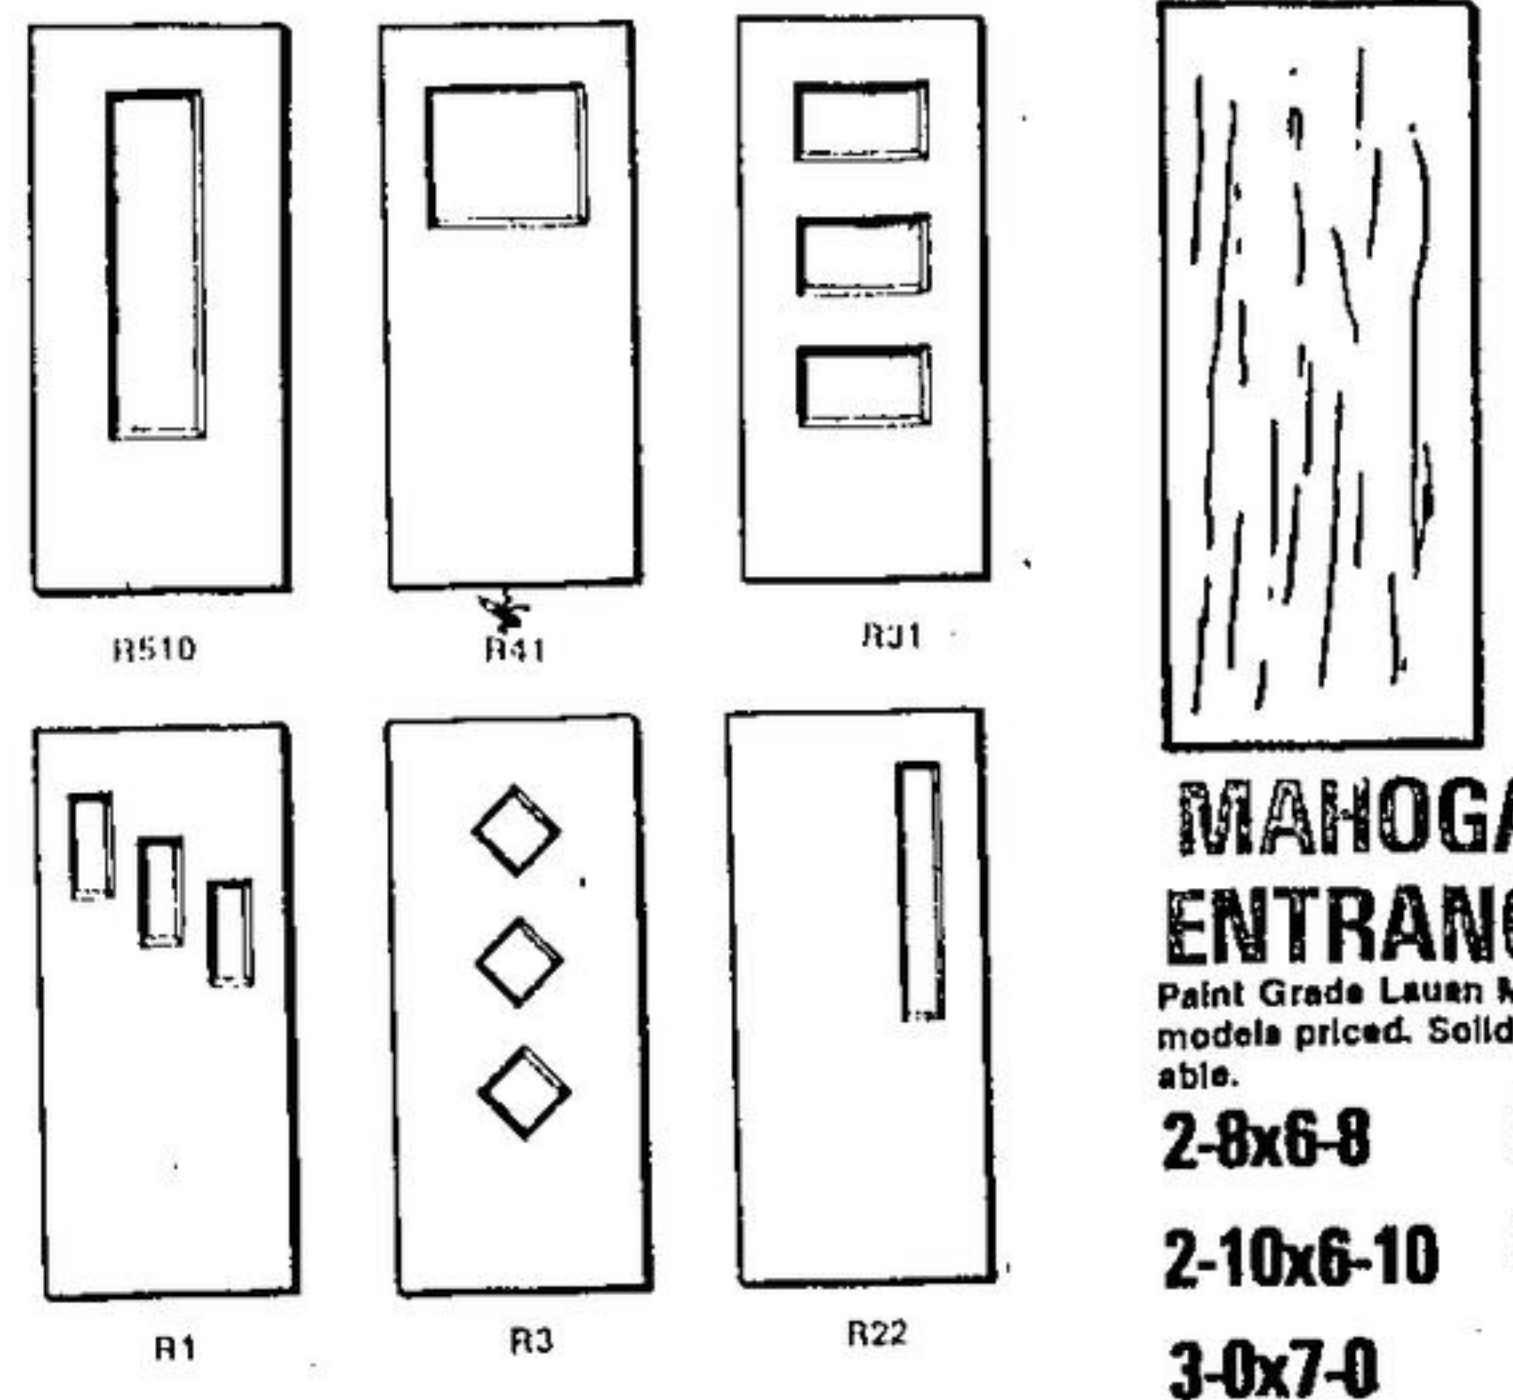 R510
R41
R31
R1
R3
R22
MAHOGA
ENTRANC
Paint Grade Lauan M
models priced. Solid
able.
2-8x6-8
2-10x6-10
3-0x7-0